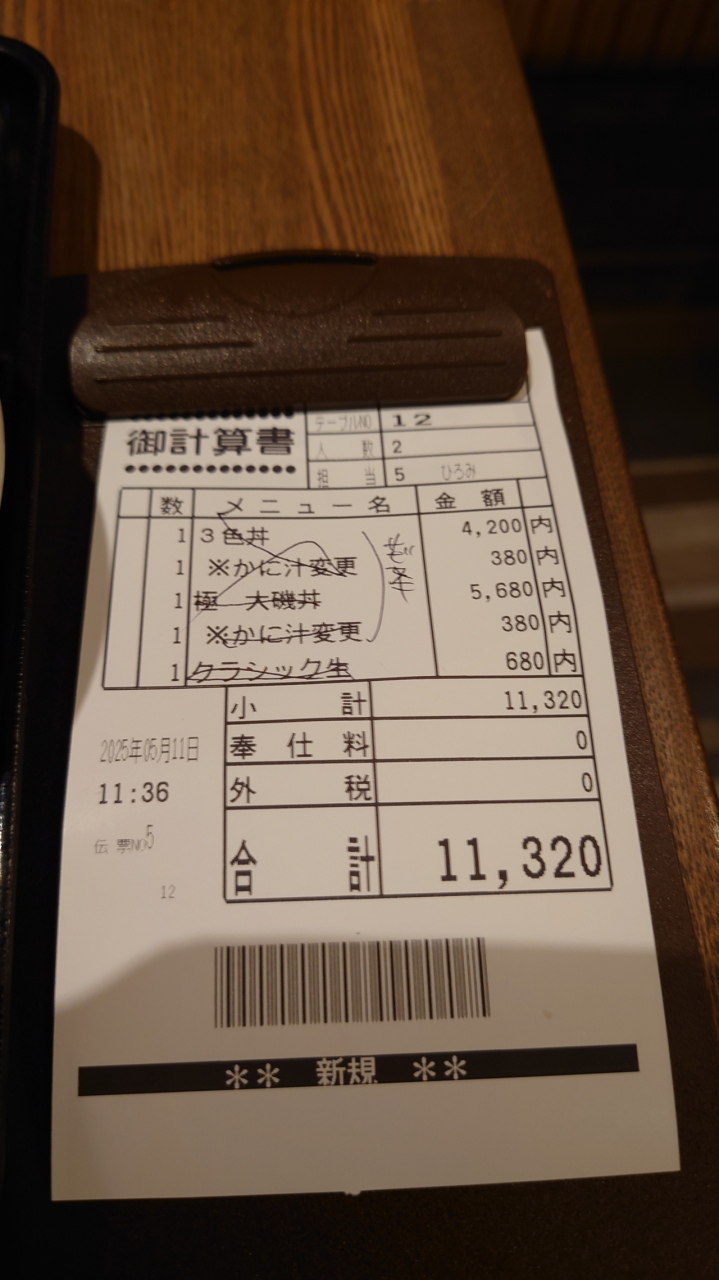 御計算書
テーブルNO 12
人数 2
担当 5 ひろみ
数 メニュー名 金額
1 3色丼 4,200 内
1 ※かに汁変更 380 内
1 極 大磯丼 5,680 内
1 ※かに汁変更 380 内
1 クラシック生 680 内
小計 11,320
2025年05月11日
奉仕料 0
11:36
外税 0
伝票NO5
合計 11,320
12
** 新規 **